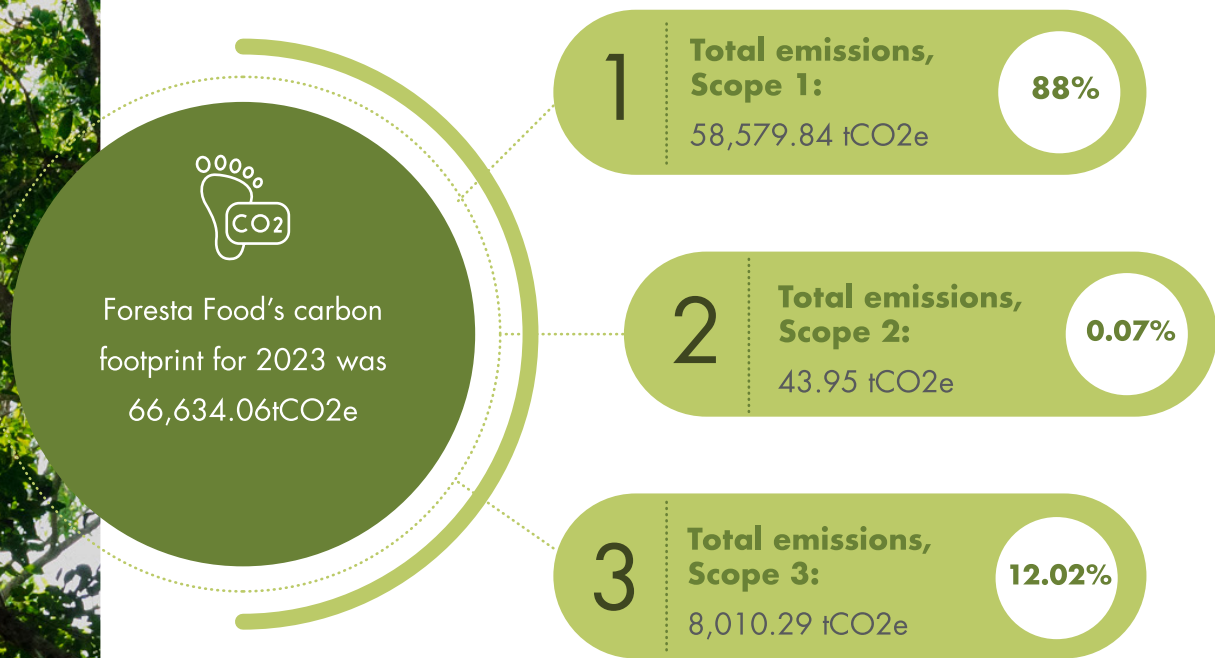 CO2
Foresta Food’s carbon
footprint for 2023 was
66,634.06tCO2e
1
Total emissions,
Scope 1:
58,579.84 tCO2e
88%
2
Total emissions,
Scope 2:
43.95 tCO2e
0.07%
3
Total emissions,
Scope 3:
8,010.29 tCO2e
12.02%